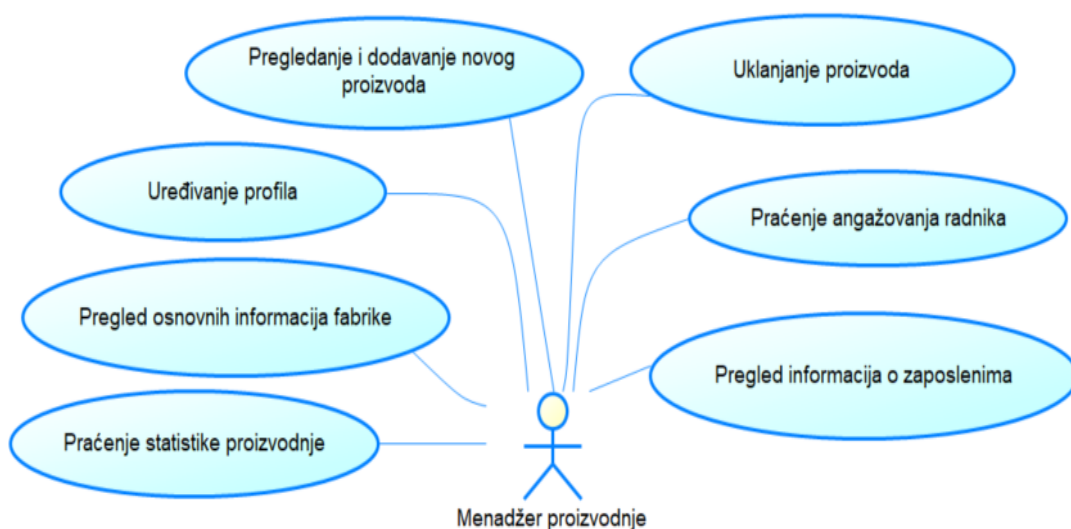 Pregledanje i dodavanje novog
proizvoda
Uklanjanje proizvoda
Uređivanje profila
Praćenje angažovanja radnika
Pregled osnovnih informacija fabrike
Pregled informacija o zaposlenima
Praćenje statistike proizvodnje
Menadžer proizvodnje